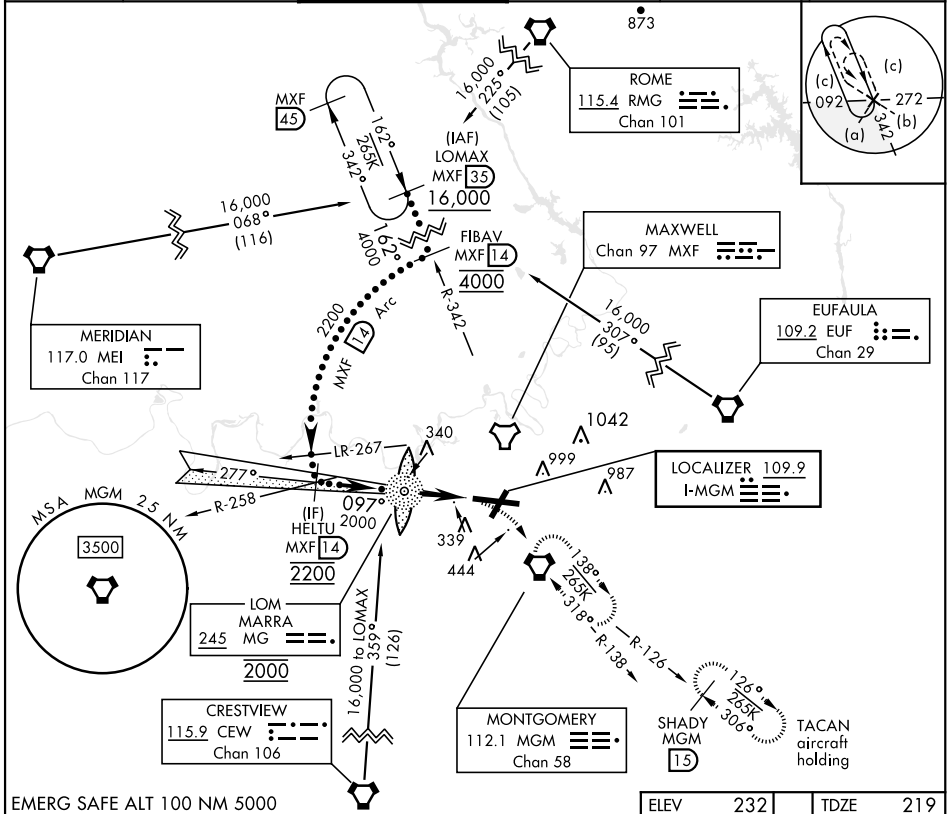 873
16,000
225°
(105)
ROME
115.4 RMG
Chan 101
(c)
(c)
092
272
(a)
(b)
342
MXF
45
162°
265K
342°
(IAF)
LOMAX
MXF 35
16,000
16,000
068°
(116)
162°
4000
FIBAV
MXF 14
4000
MAXWELL
Chan 97 MXF
2200
MXF 14 Arc
R-342
16,000
307°
(95)
EUFAULA
109.2 EUF
Chan 29
MERIDIAN
117.0 MEI
Chan 117
340
1042
999
987
LR-267
277°
R-258
097°
2000
LOCALIZER 109.9
I-MGM
(IF)
HELTU
MXF 14
2200
339
444
MSA MGM 25 NM
3500
LOM
MARRA
245 MG
2000
138°
265K
318°
R-138
R-126
126°
265K
306°
16,000 to LOMAX
359°
(126)
CRESTVIEW
115.9 CEW
Chan 106
MONTGOMERY
112.1 MGM
Chan 58
SHADY
MGM
15
TACAN
aircraft
holding
EMERG SAFE ALT 100 NM 5000
ELEV 232
TDZE 219